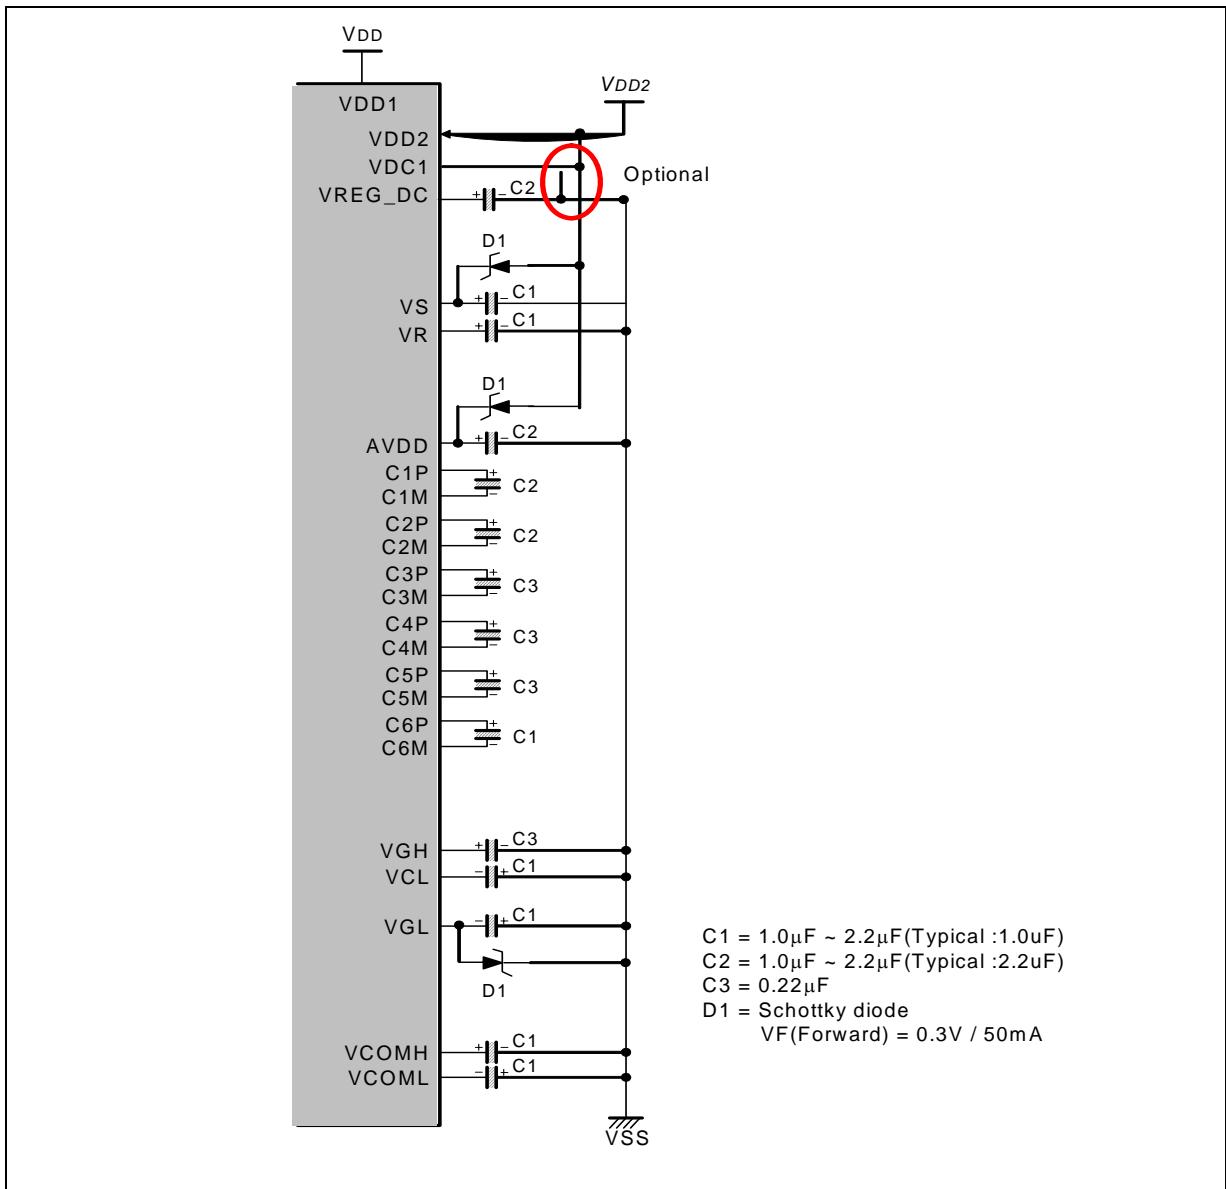 VDD
VDD2
VDD1
VDD2
VDC1
Optional
VREG_DC
+ – C2
D1
VS
+ – C1
VR
+ – C1
D1
AVDD
+ – C2
C1P
+
C2
C1M
–
C2P
+
C2
C2M
–
C3P
+
C3
C3M
–
C4P
+
C3
C4M
–
C5P
+
C3
C5M
–
C6P
+
C1
C6M
–
VGH
+ – C3
VCL
– + C1
VGL
– + C1
D1
VCOMH
+ – C1
VCOML
– + C1
VSS
C1 = 1.0μF ~ 2.2μF(Typical :1.0uF)
C2 = 1.0μF ~ 2.2μF(Typical :2.2uF)
C3 = 0.22μF
D1 = Schottky diode
VF(Forward) = 0.3V / 50mA